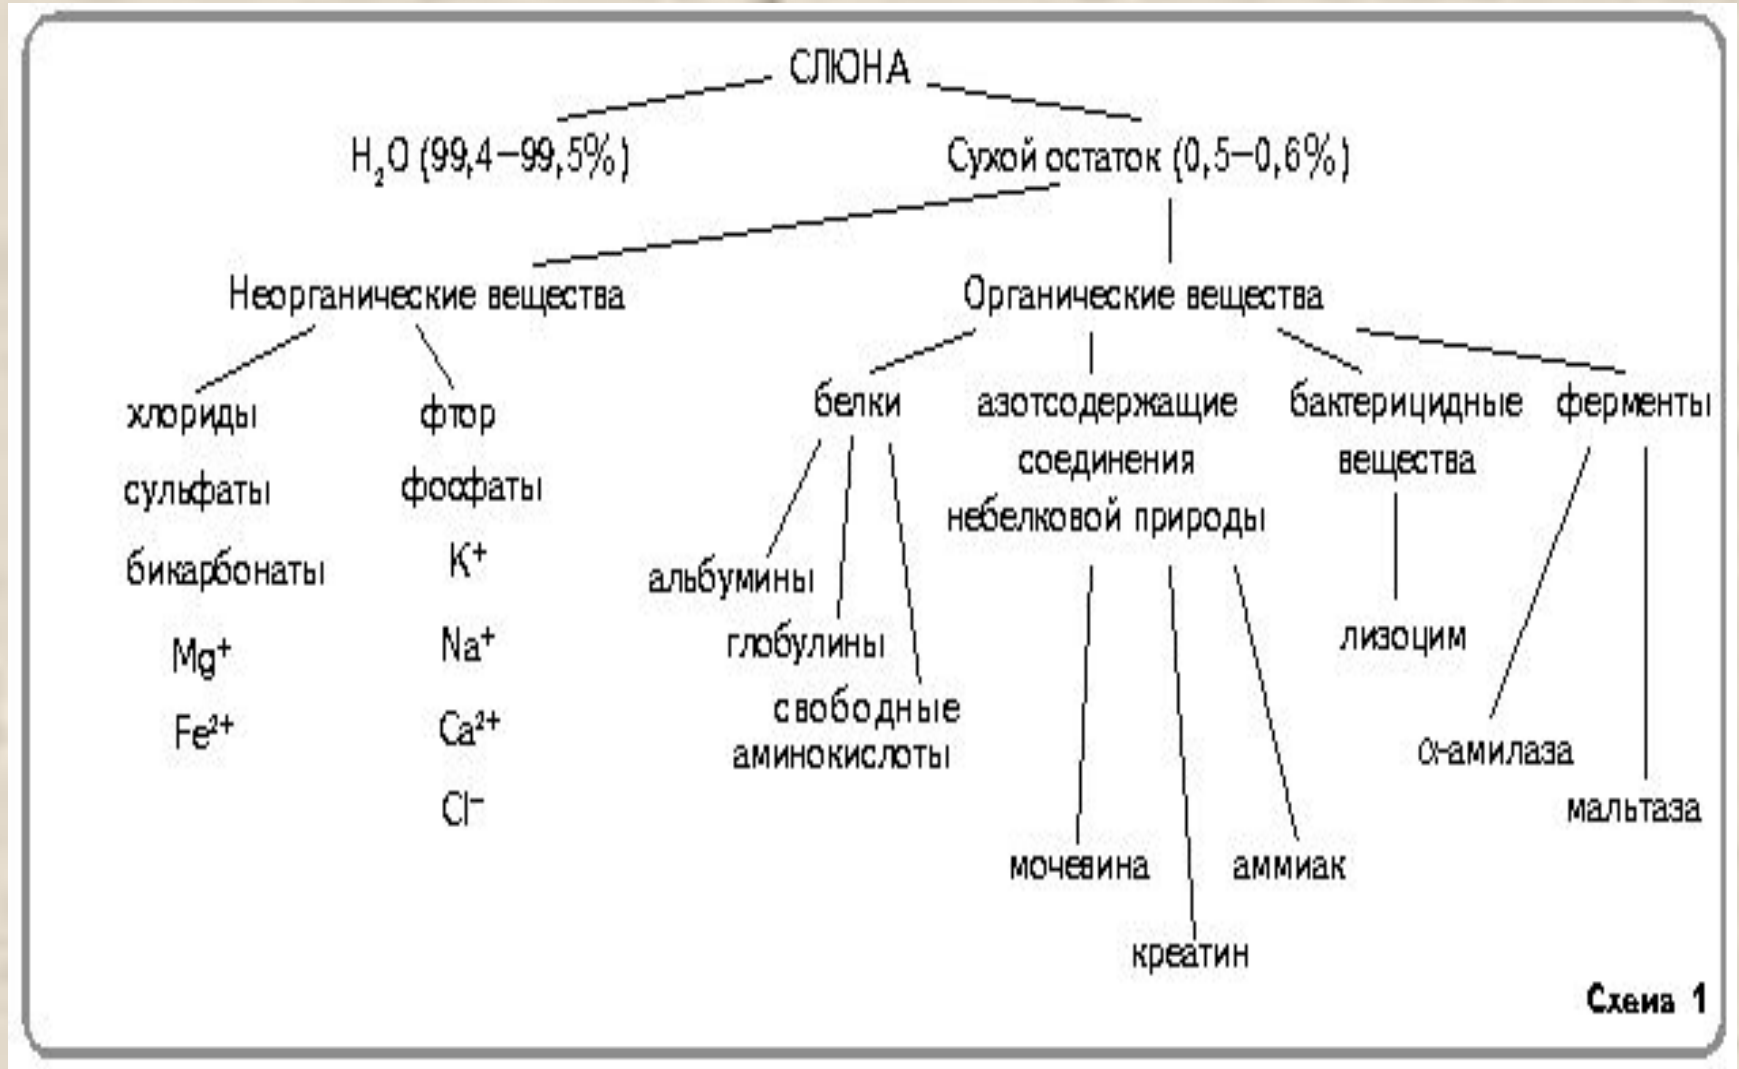 СЛЮНА
H₂O (99,4–99,5%) Сухой остаток (0,5–0,6%)
Неорганические вещества Органические вещества
хлориды фтор белки азотсодержащие бактерицидные ферменты
соединения вещества
сульфаты фосфаты
небелковой природы
бикарбонаты K⁺ альбумины
глобулины лизоцим
Mg⁺ Na⁺
свободные
Fe²⁺ Ca²⁺ аминокислоты α-амилаза
Cl⁻ мальтаза
мочевина аммиак
креатин
Схема 1